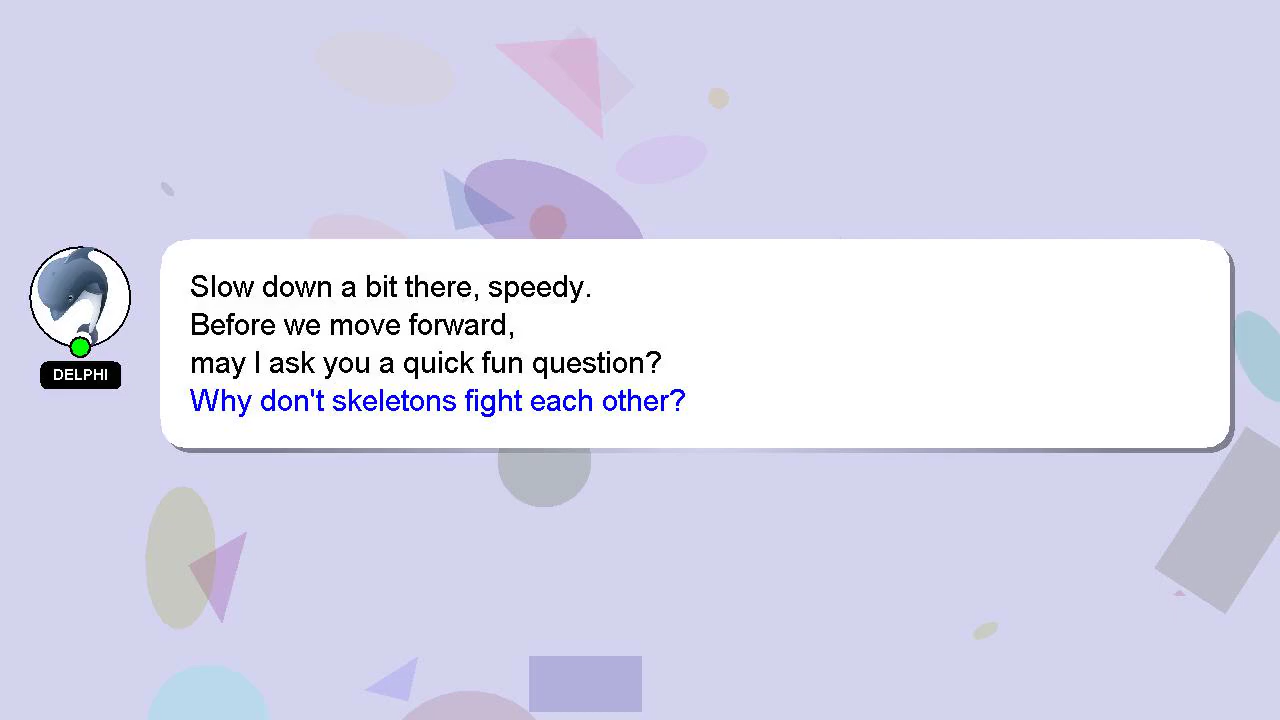 Slow down a bit there, speedy.
Before we move forward,
may I ask you a quick fun question?
Why don't skeletons fight each other?
DELPHI